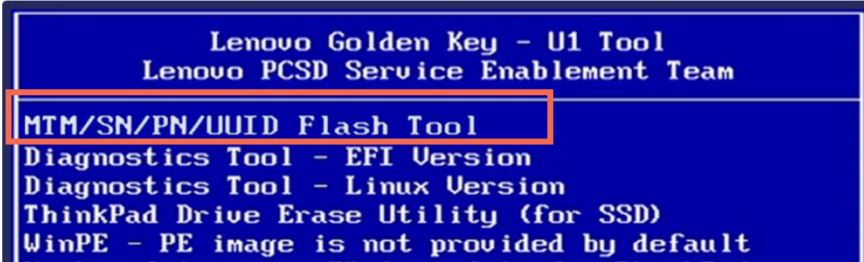 Lenovo Golden Key - U1 Tool
Lenovo PCSD Service Enablement Team
MTM/SN/PN/UUID Flash Tool
Diagnostics Tool - EFI Version
Diagnostics Tool - Linux Version
ThinkPad Drive Erase Utility (for SSD)
WinPE - PE image is not provided by default